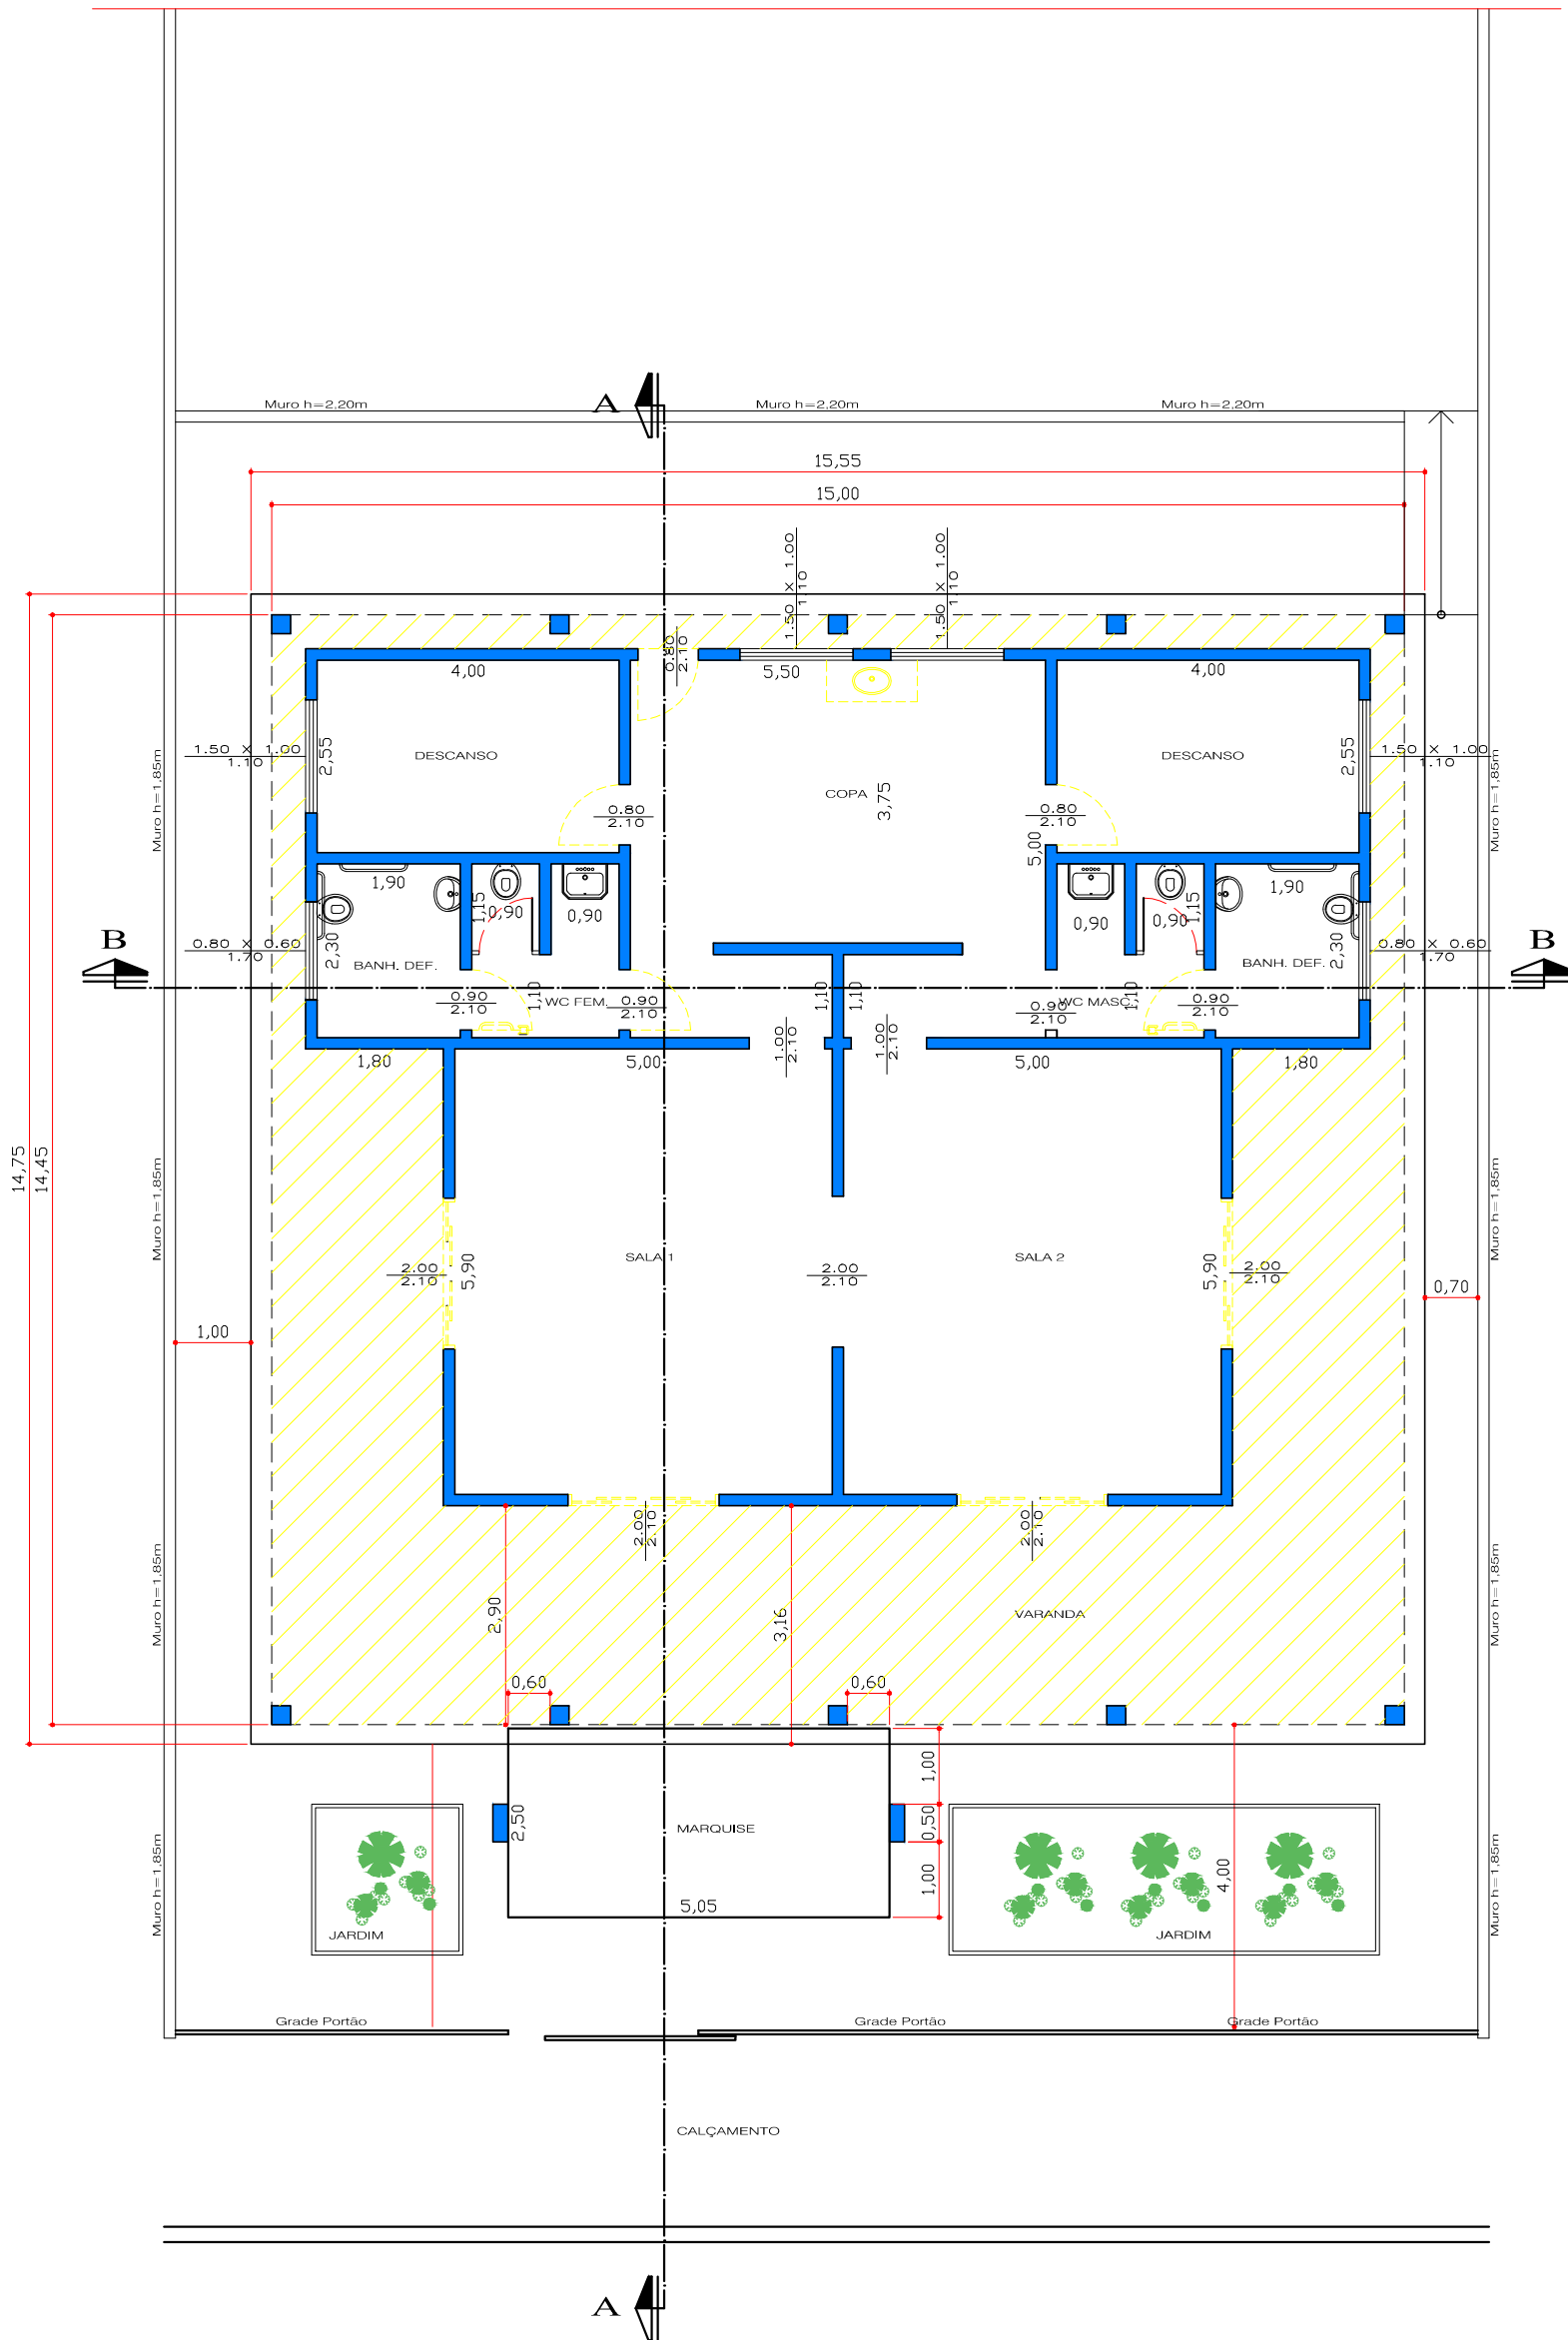 Muro h=2,20m
A
Muro h=2,20m
Muro h=2,20m
15,55
15,00
1.50 X 1.00
1,10
1.50 X 1.00
1,10
0.80
2.10
4,00
5,50
4,00
DESCANSO
DESCANSO
1.50 X 1.00
1.10
2,55
2,55
1.50 X 1.00
1.10
Muro h=1,85m
Muro h=1,85m
COPA
3,75
0.80
2.10
0.80
2.10
5,00
1,90
1,15
0,90
0,90
0,90
0,90
1,15
1,90
B
0.80 X 0.60
1.70
2,30
BANH. DEF.
BANH. DEF.
2,30
0.80 X 0.60
1.70
B
0.90
2.10
1,10
WC FEM.
0.90
2.10
1,10
1,10
0.90
2.10
WC MASC.
1,10
0.90
2.10
1,80
5,00
1.00
2.10
1.00
2.10
5,00
1,80
14,75
14,45
Muro h=1,85m
Muro h=1,85m
SALA 1
SALA 2
2.00
2.10
5,90
2.00
2.10
5,90
2.00
2.10
0,70
1,00
2.00
2.10
2.00
2.10
Muro h=1,85m
Muro h=1,85m
2,90
3,16
VARANDA
0,60
0,60
1,00
0,50
1,00
2,50
MARQUISE
5,05
4,00
Muro h=1,85m
Muro h=1,85m
JARDIM
JARDIM
Grade Portão
Grade Portão
Grade Portão
CALÇAMENTO
A